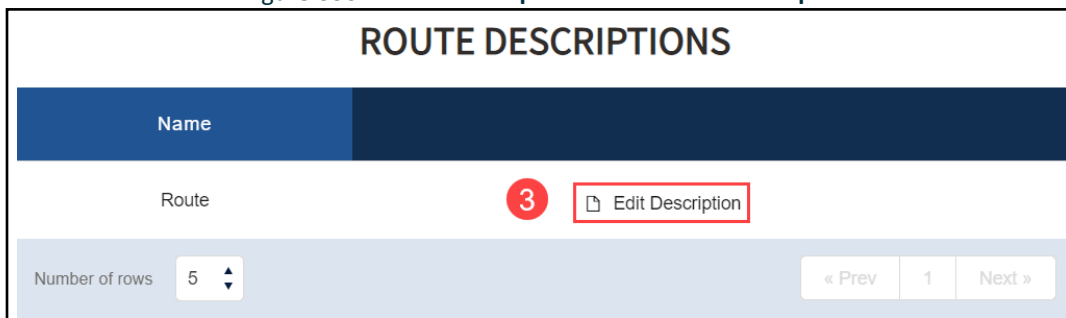 ROUTE DESCRIPTIONS
Name
Route
3
Edit Description
Number of rows 5
« Prev 1 Next »